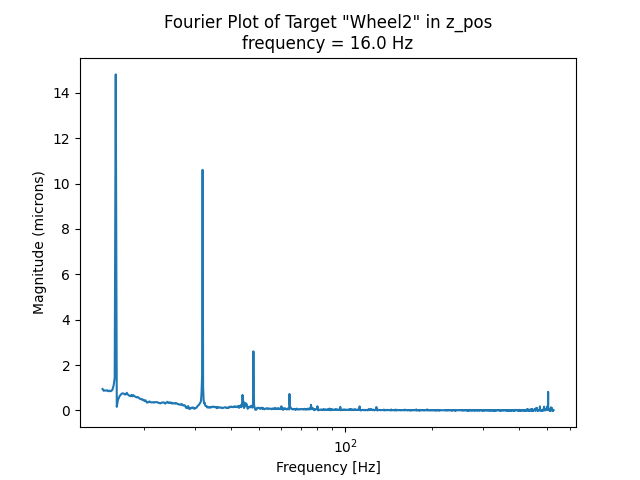 Fourier Plot of Target "Wheel2" in z_pos
frequency = 16.0 Hz
14
12
10
8
6
4
2
0
Magnitude (microns)
10²
Frequency [Hz]